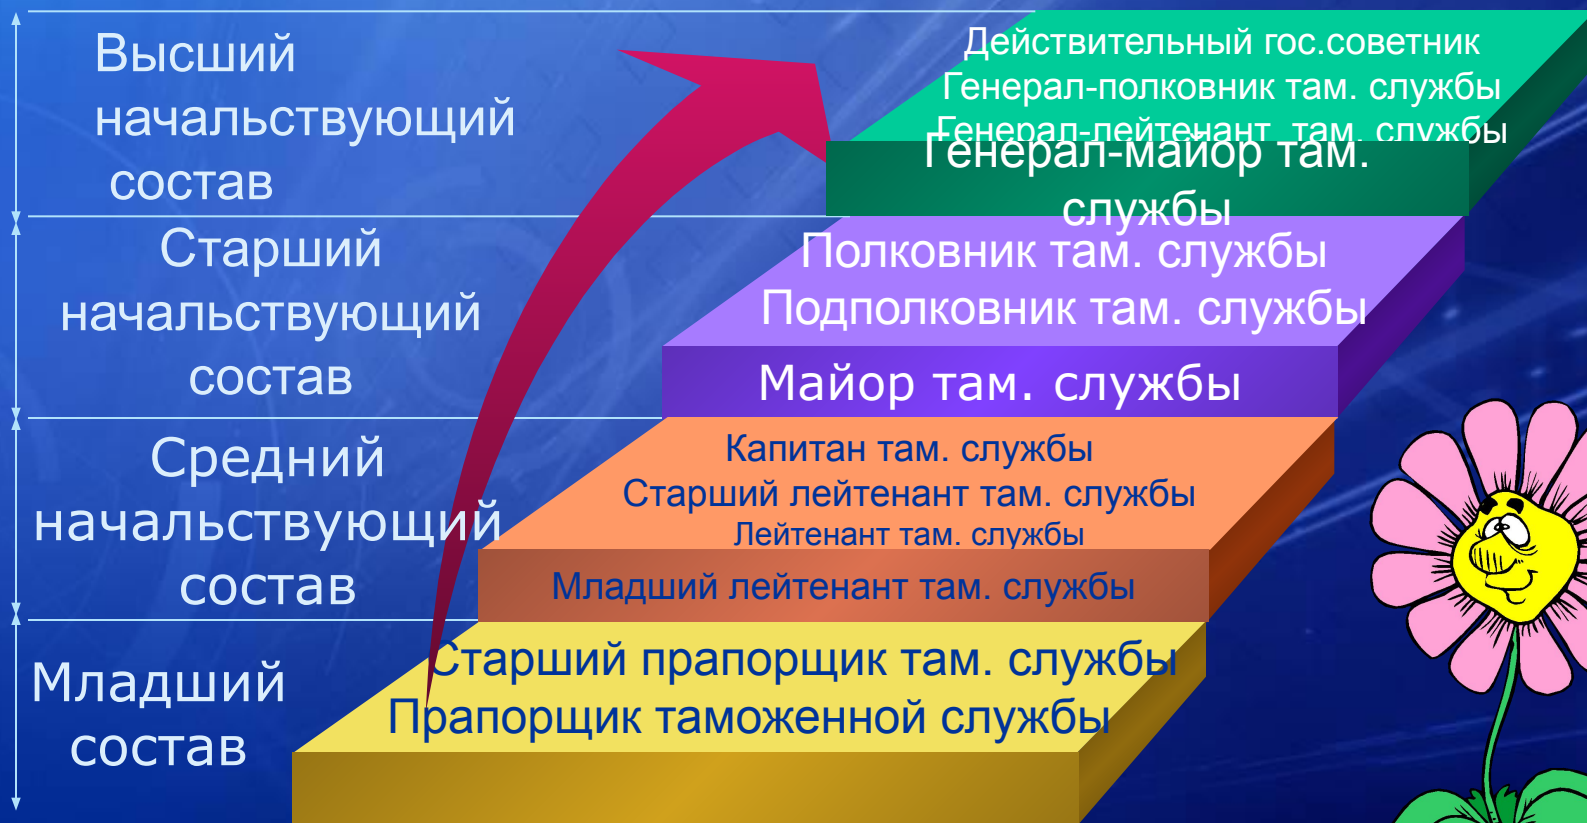 Высший
начальствующий
состав
Действительный гос.советник
Генерал-полковник там. службы
Генерал-лейтенант там. службы
Генерал-майор там.
службы
Старший
начальствующий
состав
Полковник там. службы
Подполковник там. службы
Майор там. службы
Средний
начальствующий
состав
Капитан там. службы
Старший лейтенант там. службы
Лейтенант там. службы
Младший лейтенант там. службы
Младший
состав
Старший прапорщик там. службы
Прапорщик таможенной службы